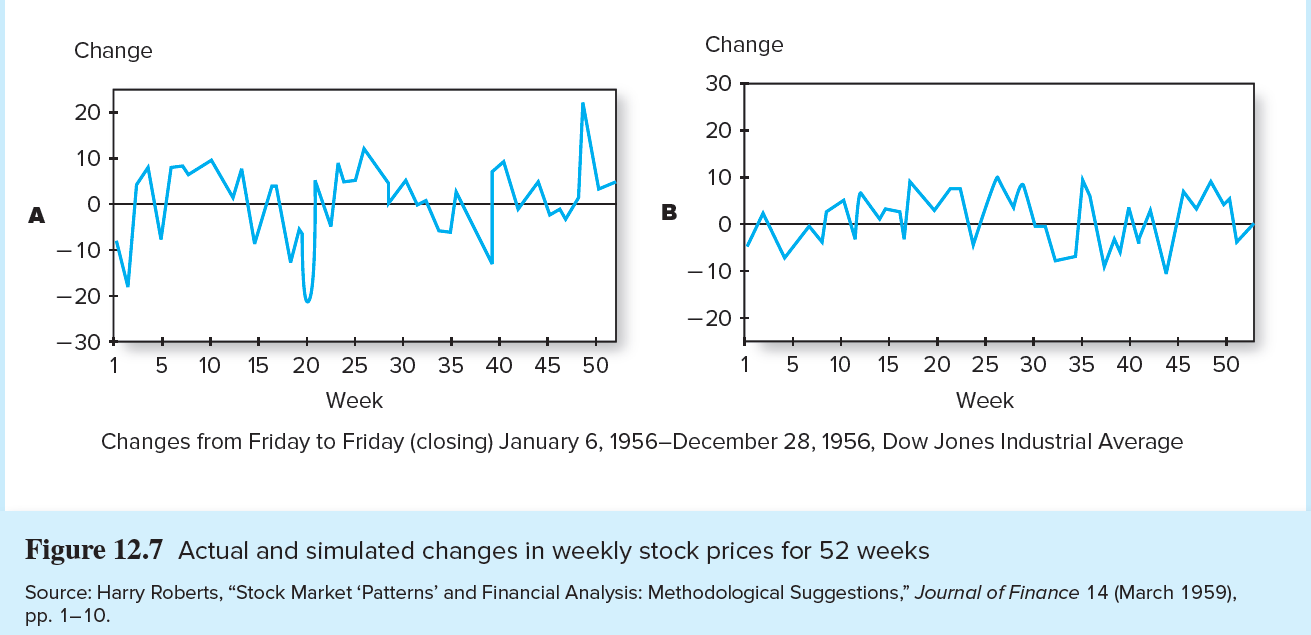 Change
20
10
0
−10
−20
−30
1 5 10 15 20 25 30 35 40 45 50
Week
A
Change
30
20
10
0
−10
−20
1 5 10 15 20 25 30 35 40 45 50
Week
B
Changes from Friday to Friday (closing) January 6, 1956–December 28, 1956, Dow Jones Industrial Average
Figure 12.7 Actual and simulated changes in weekly stock prices for 52 weeks
Source: Harry Roberts, “Stock Market ‘Patterns’ and Financial Analysis: Methodological Suggestions,” Journal of Finance 14 (March 1959),
pp. 1–10.